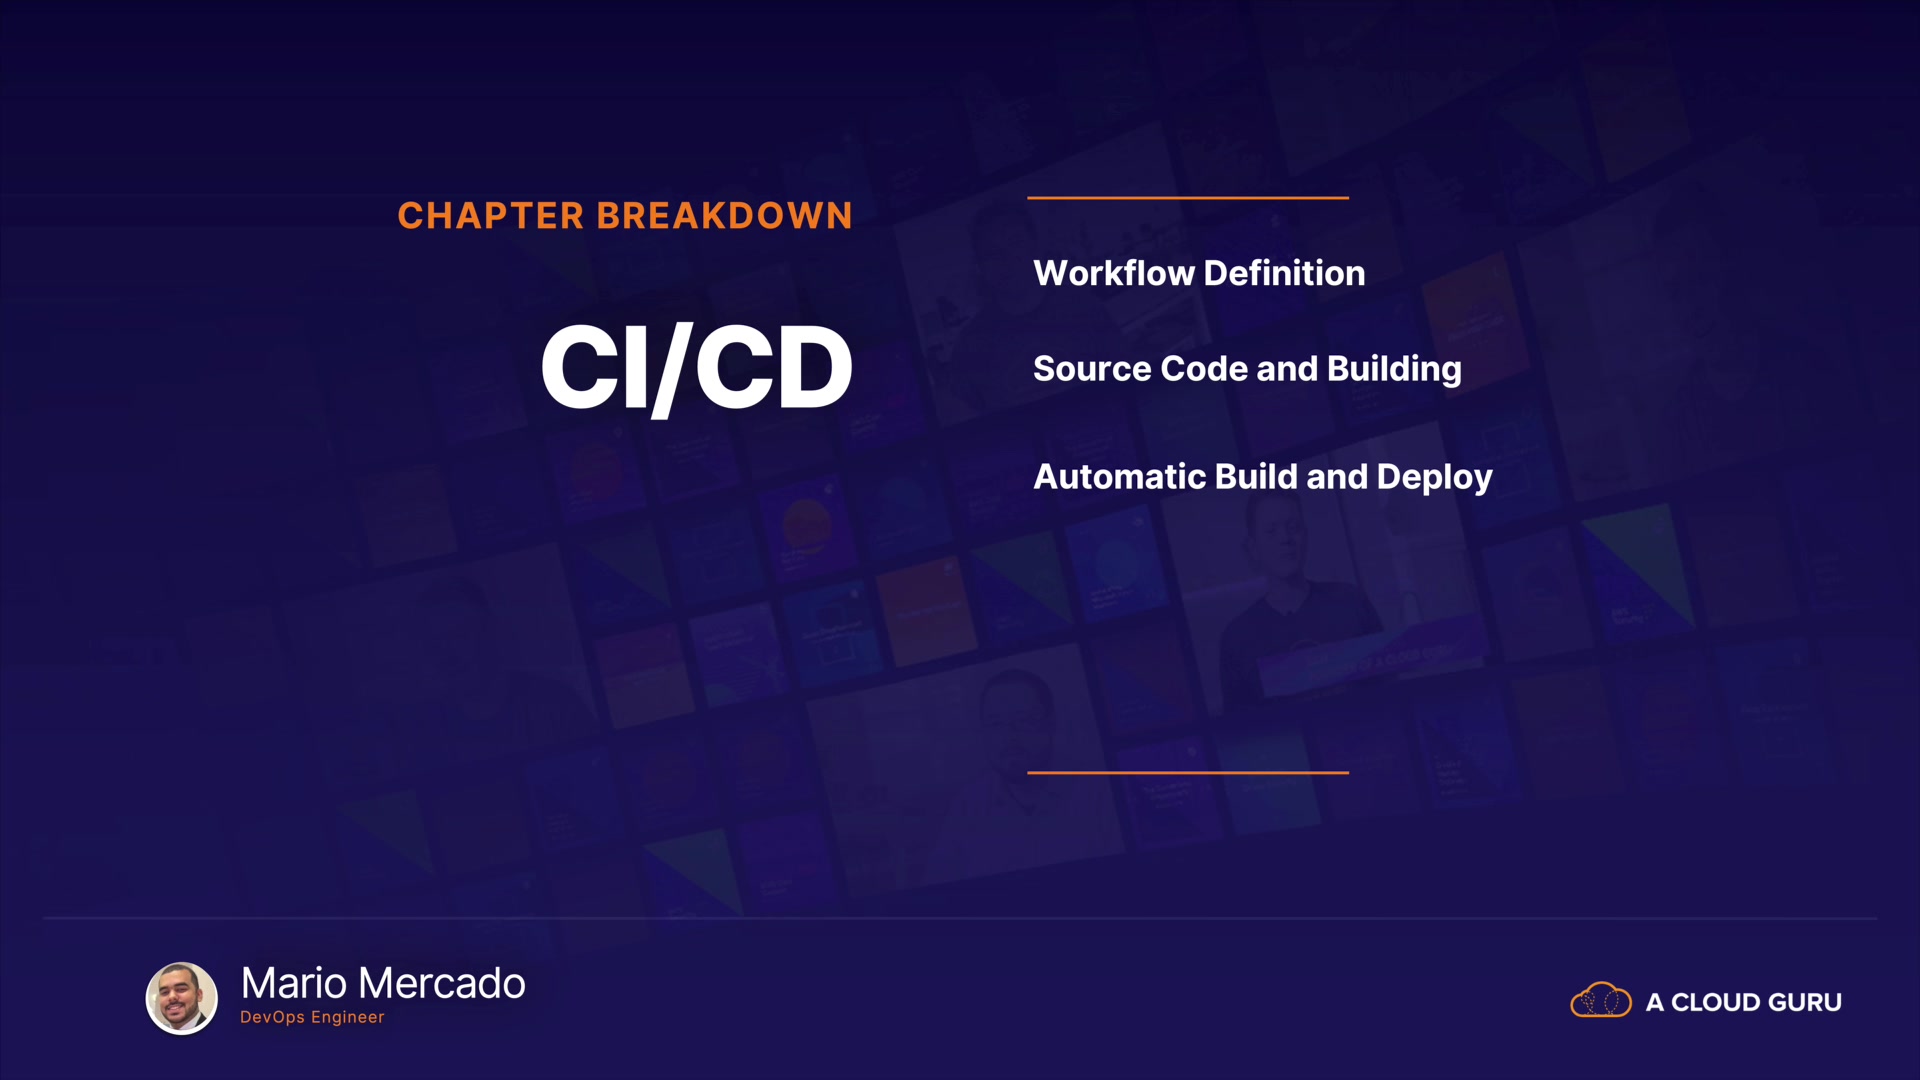 CHAPTER BREAKDOWN
CI/CD
Workflow Definition
Source Code and Building
Automatic Build and Deploy
Mario Mercado
DevOps Engineer
A CLOUD GURU